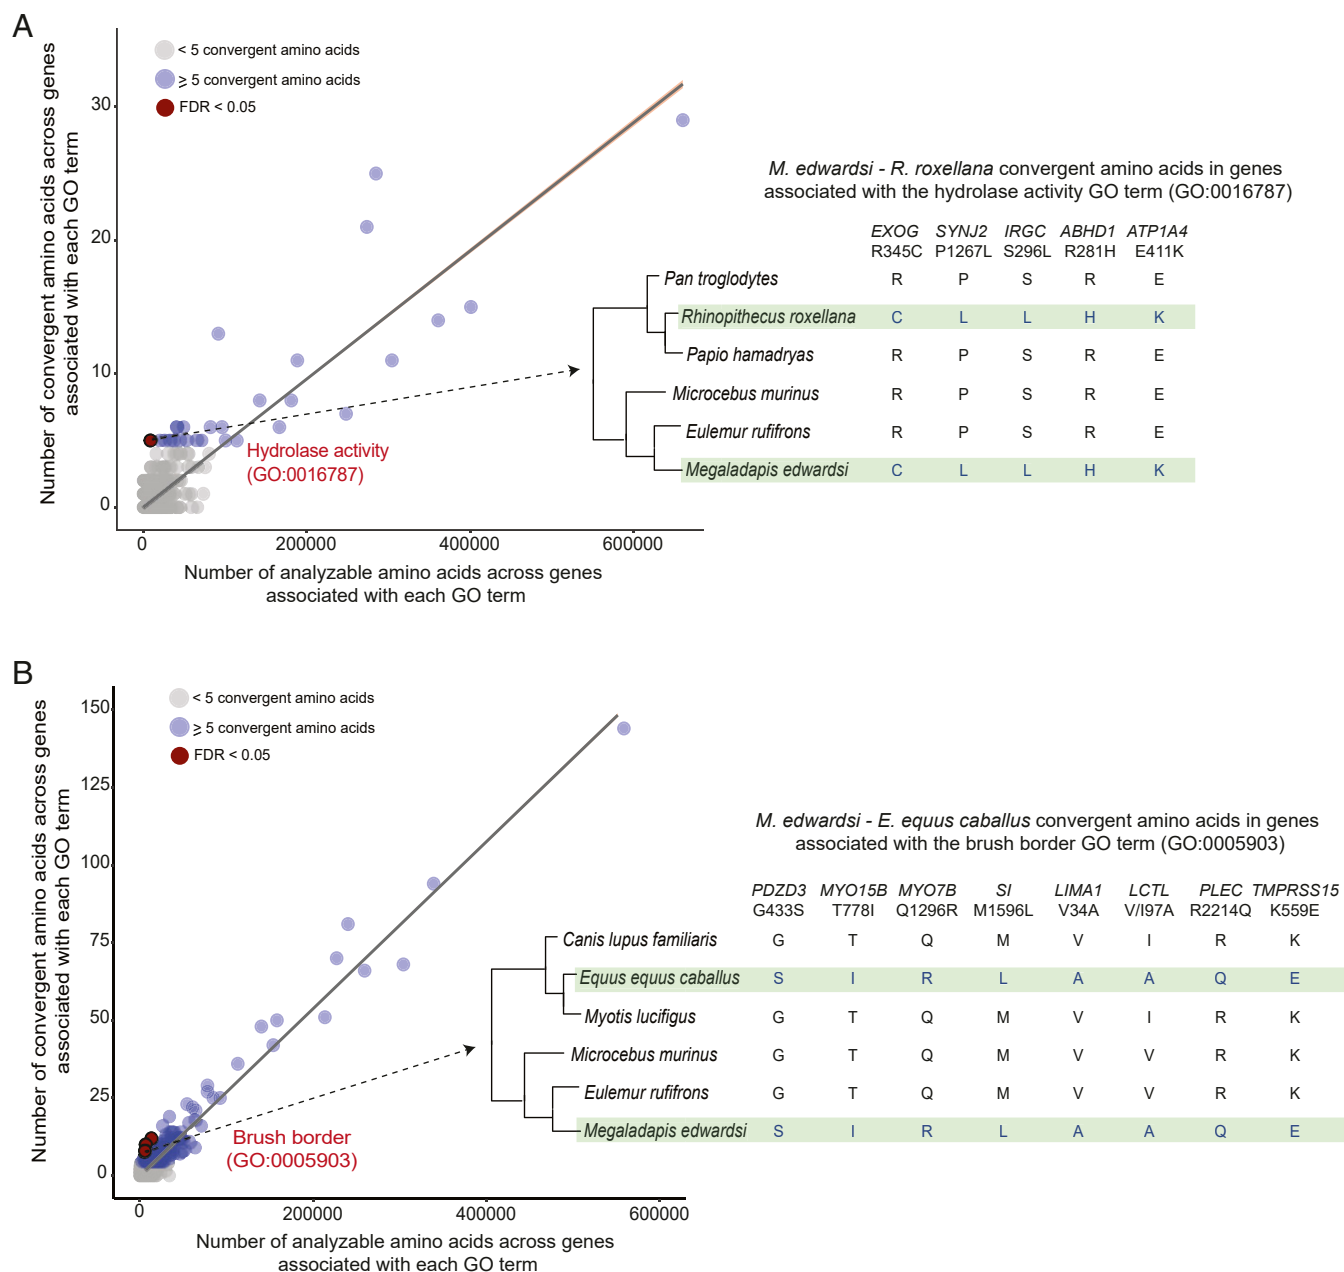 A
< 5 convergent amino acids
≥ 5 convergent amino acids
FDR < 0.05
Number of convergent amino acids across genes
associated with each GO term
30
20
10
0
0 200000 400000 600000
Number of analyzable amino acids across genes
associated with each GO term
Hydrolase activity
(GO:0016787)
M. edwardsi - R. roxellana convergent amino acids in genes
associated with the hydrolase activity GO term (GO:0016787)
EXOG SYNJ2 IRGC ABHD1 ATP1A4
R345C P1267L S296L R281H E411K
Pan troglodytes R P S R E
Rhinopithecus roxellana C L L H K
Papio hamadryas R P S R E
Microcebus murinus R P S R E
Eulemur rufifrons R P S R E
Megaladapis edwardsi C L L H K
B
< 5 convergent amino acids
≥ 5 convergent amino acids
FDR < 0.05
Number of convergent amino acids across genes
associated with each GO term
150
125
100
75
50
25
0
0 200000 400000 600000
Number of analyzable amino acids across genes
associated with each GO term
Brush border
(GO:0005903)
M. edwardsi - E. equus caballus convergent amino acids in genes
associated with the brush border GO term (GO:0005903)
PDZD3 MYO15B MYO7B SI LIMA1 LCTL PLEC TMPRSS15
G433S T778I Q1296R M1596L V34A V/I97A R2214Q K559E
Canis lupus familiaris G T Q M V I R K
Equus equus caballus S I R L A A Q E
Myotis lucifigus G T Q M V I R K
Microcebus murinus G T Q M V V R K
Eulemur rufifrons G T Q M V V R K
Megaladapis edwardsi S I R L A A Q E